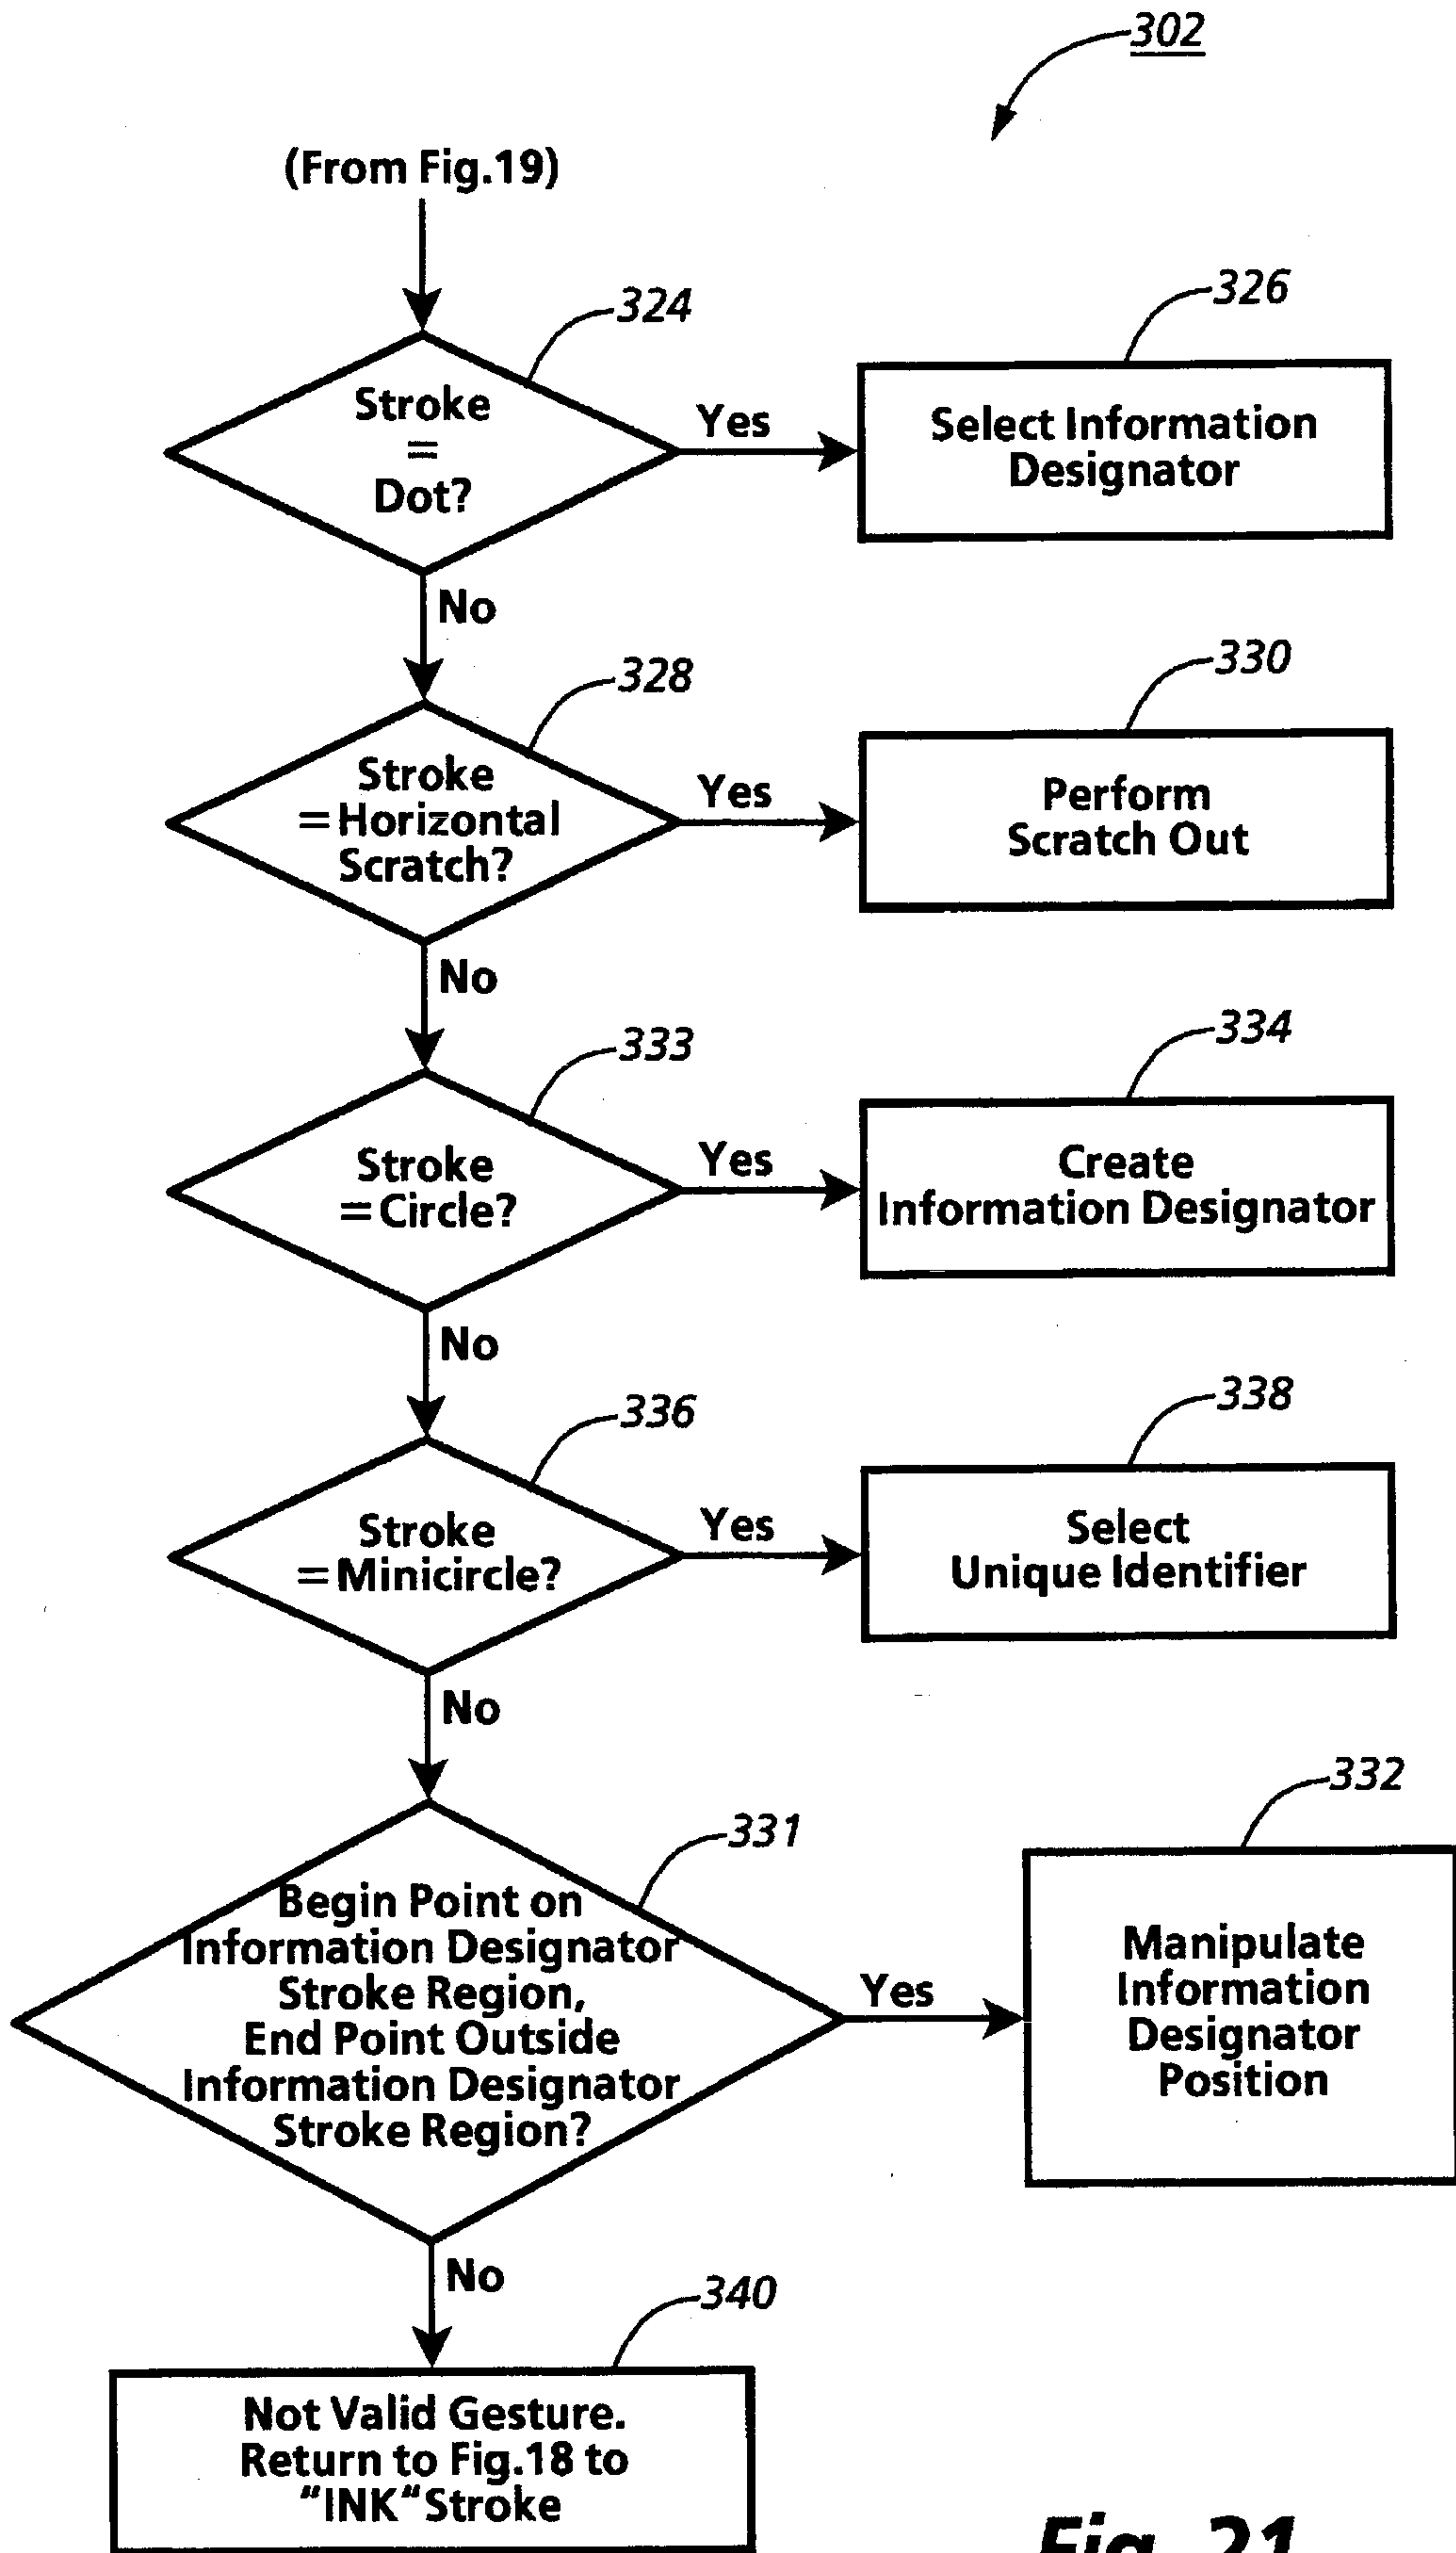 302
(From Fig.19)
324
326
Stroke
=
Dot?
Yes
Select Information
Designator
No
328
330
Stroke
=Horizontal
Scratch?
Yes
Perform
Scratch Out
No
333
334
Stroke
=Circle?
Yes
Create
Information Designator
No
336
338
Stroke
=Minicircle?
Yes
Select
Unique Identifier
No
331
332
Begin Point on
Information Designator
Stroke Region,
End Point Outside
Information Designator
Stroke Region?
Yes
Manipulate
Information
Designator
Position
No
340
Not Valid Gesture.
Return to Fig.18 to
"INK" Stroke
Fig. 21